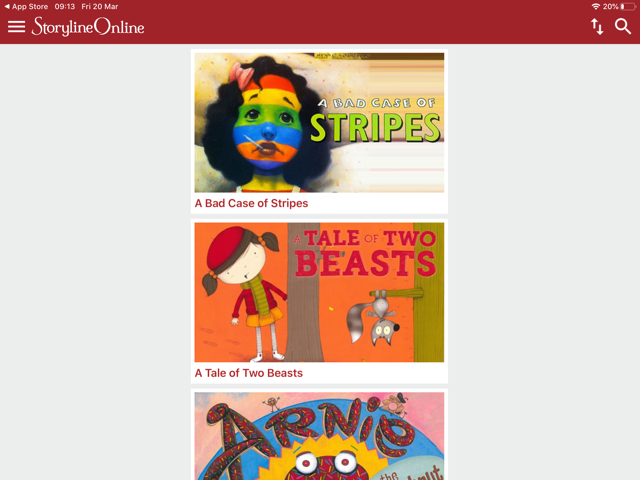 App Store 09:13 Fri 20 Mar 20%
StorylineOnline
A BAD CASE OF
STRIPES
A Bad Case of Stripes
A TALE OF TWO
BEASTS
A Tale of Two Beasts
ARNIE
the